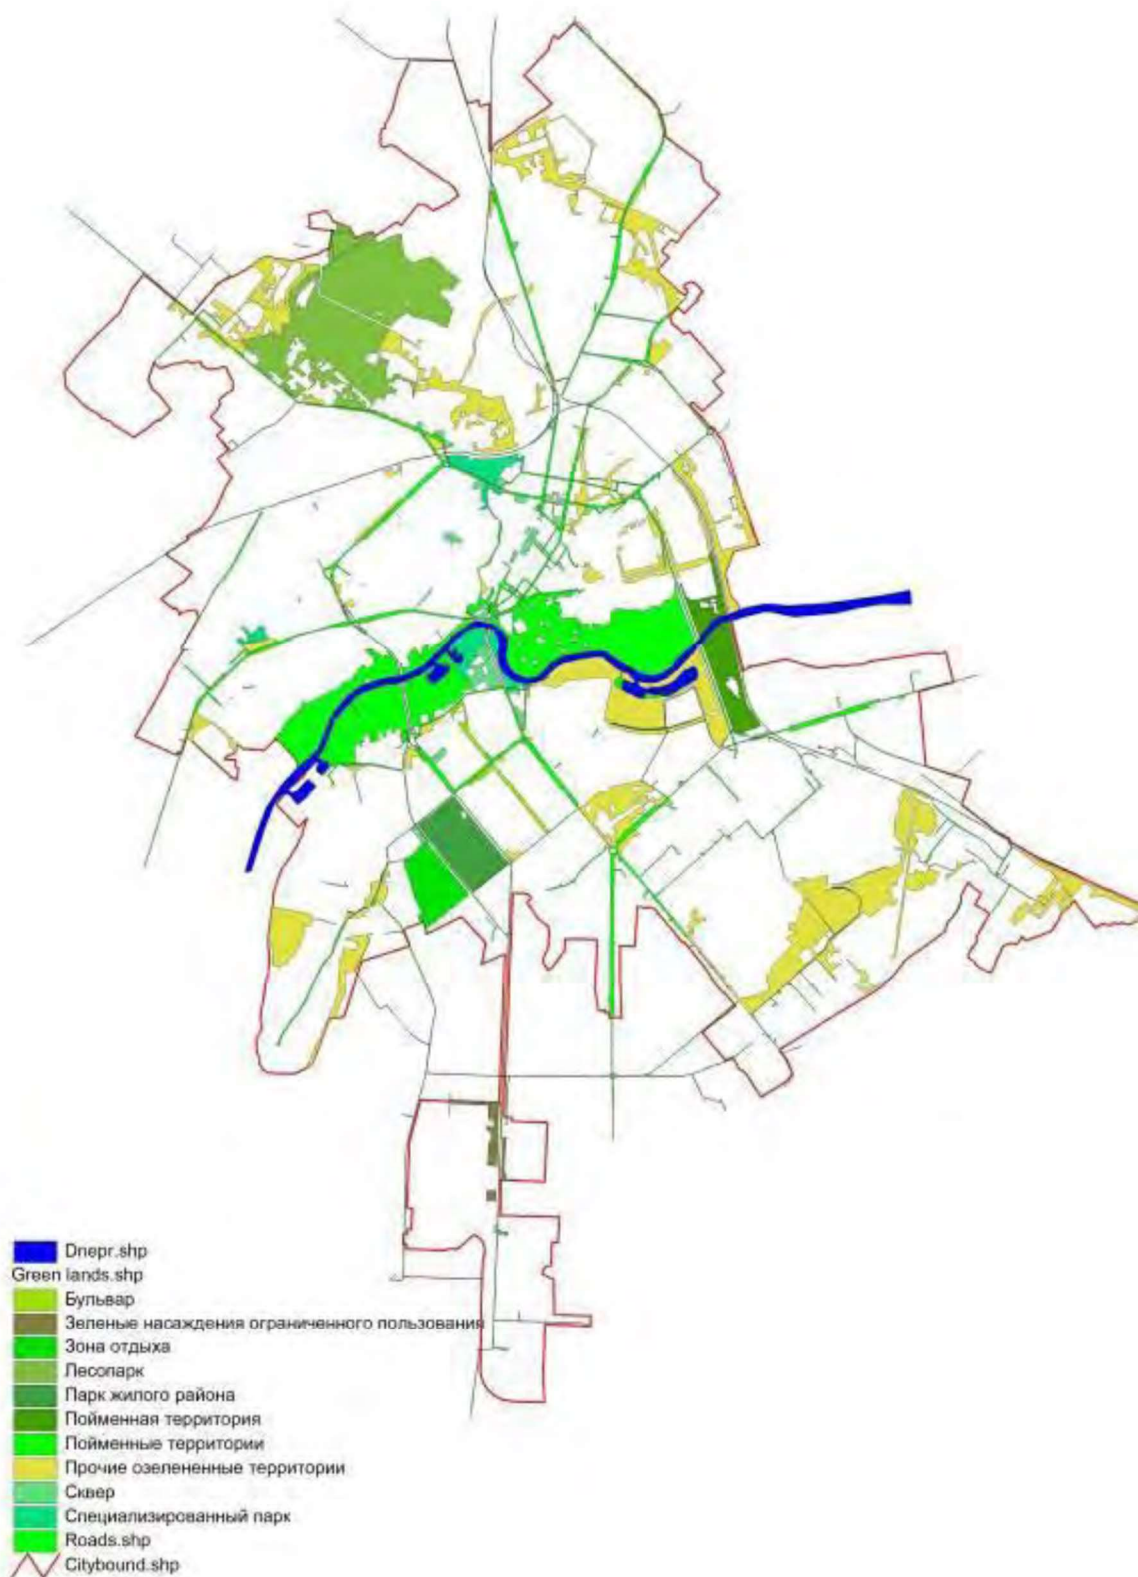 Dnepr.shp
Green lands.shp
Бульвар
Зеленые насаждения ограниченного пользования
Зона отдыха
Лесопарк
Парк жилого района
Пойменная территория
Пойменные территории
Прочие озелененные территории
Сквер
Специализированный парк
Roads.shp
Citybound.shp